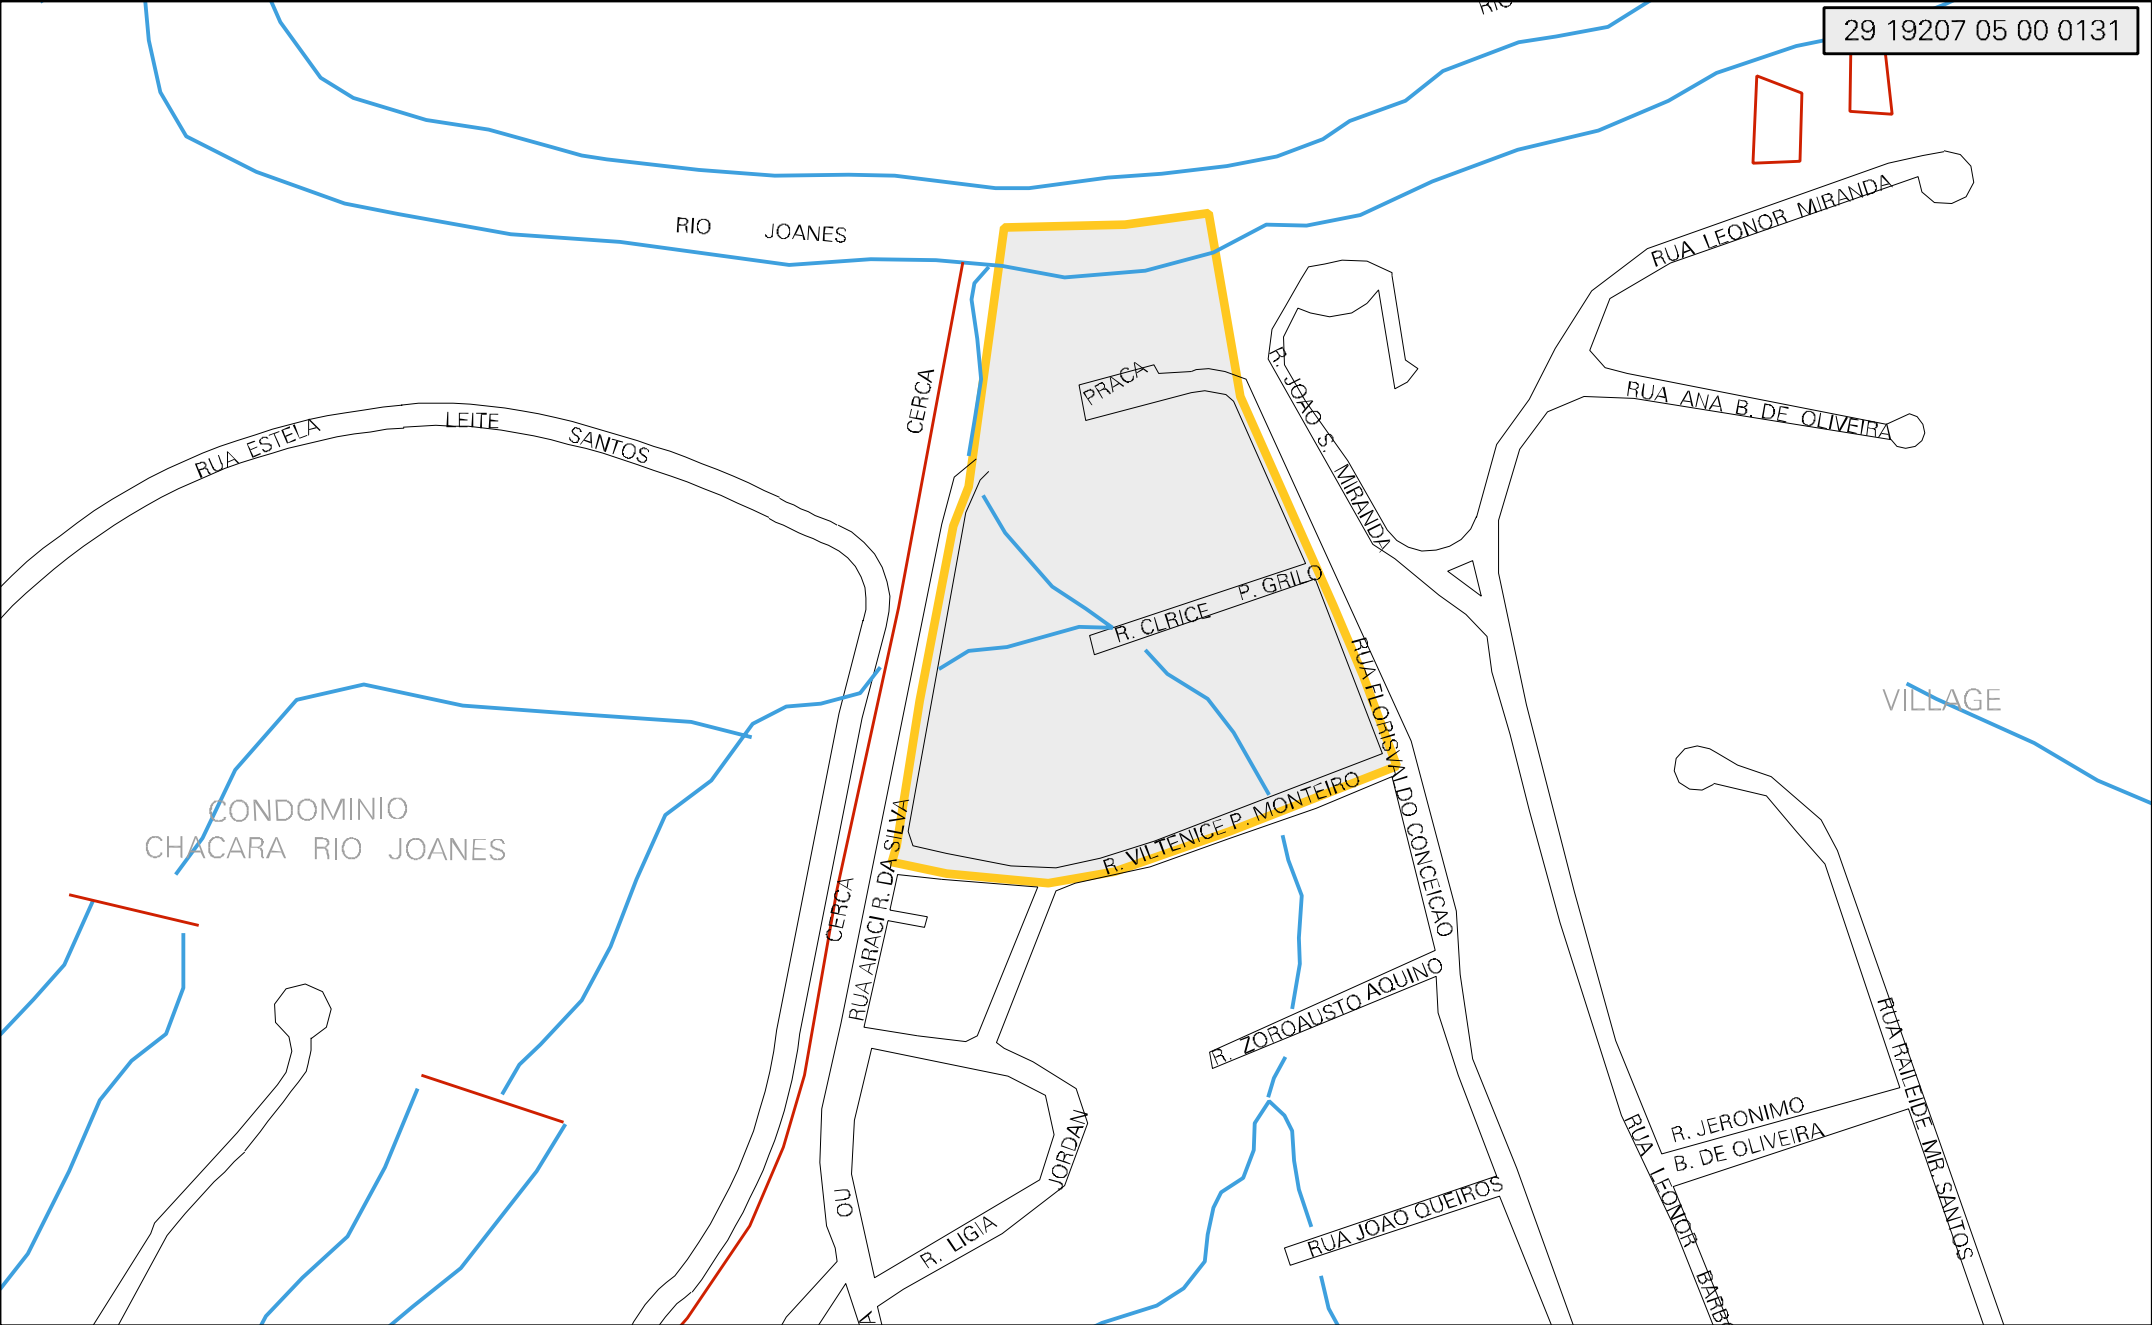 29 19207 05 00 0131
RIO JOANES
RUA LEONOR MIRANDA
PRACA
CERCA
R. JOAO S. MIRANDA
RUA ANA B. DE OLIVEIRA
RUA ESTELA LEITE SANTOS
R. CLRICE P. GRILO
RUA FLORISVALDO CONCEICAO
VILLAGE
CONDOMINIO
CHACARA RIO JOANES
R. VILTENICE P. MONTEIRO
CERCA
RUA ARACI R. DA SILVA
R. ZOROAUSTO AQUINO
RUA RAILEIDE MR. SANTOS
R. JERONIMO
B. DE OLIVEIRA
RUA LEONOR
R. LIGIA JORDAN
OU
RUA JOAO QUEIROS